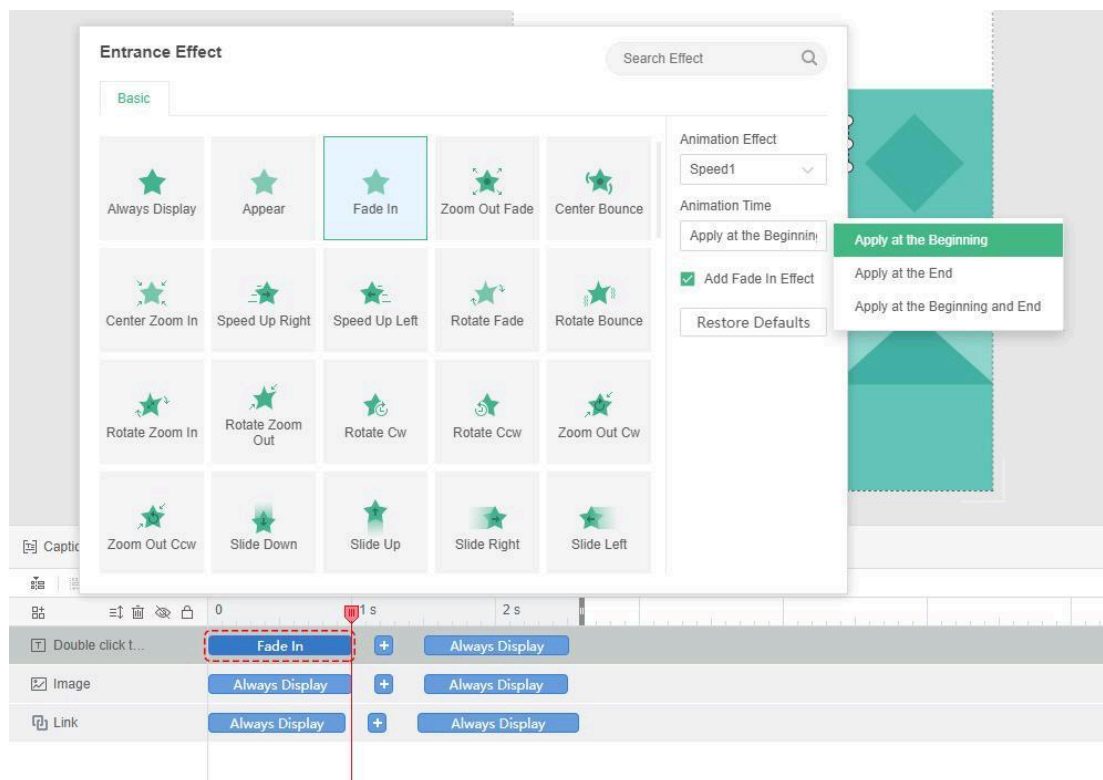 Entrance Effect
Search Effect
Basic
Always Display
Appear
Fade In
Zoom Out Fade
Center Bounce
Center Zoom In
Speed Up Right
Speed Up Left
Rotate Fade
Rotate Bounce
Rotate Zoom In
Rotate Zoom
Out
Rotate Cw
Rotate Ccw
Zoom Out Cw
Zoom Out Ccw
Slide Down
Slide Up
Slide Right
Slide Left
Animation Effect
Speed1
Animation Time
Apply at the Beginning
Add Fade In Effect
Restore Defaults
Apply at the Beginning
Apply at the End
Apply at the Beginning and End
Captio
0
1 s
2 s
T Double click t...
Fade In
+
Always Display
Image
Always Display
+
Always Display
Link
Always Display
+
Always Display